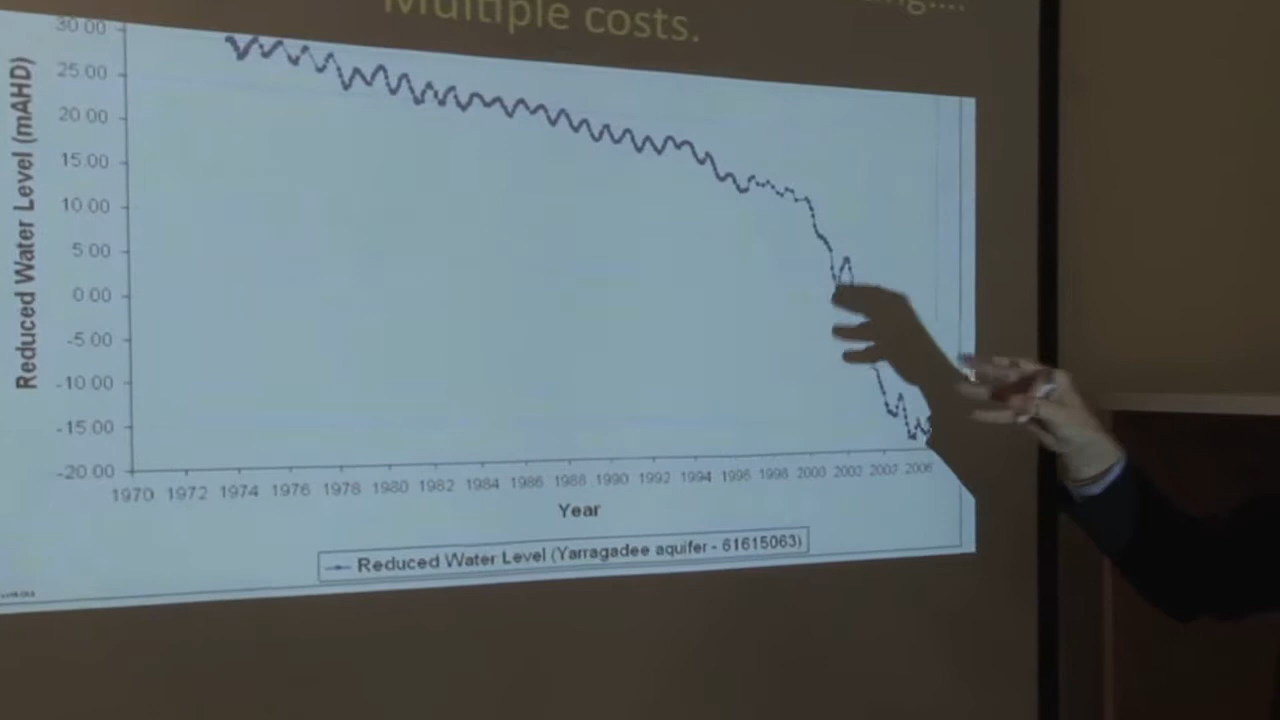 Multiple costs.
Reduced Water Level (mAHD)
30 00
25.00
20 00
15.00
10 00
5 00
0.00
-5 00
-10 00
-15 00
-20 00
1970 1972 1974 1976 1978 1980 1982 1984 1986 1988 1990 1992 1994 1996 1998 2000 2002 2006
Year
Reduced Water Level (Yarragadee aquifer - 61615063)